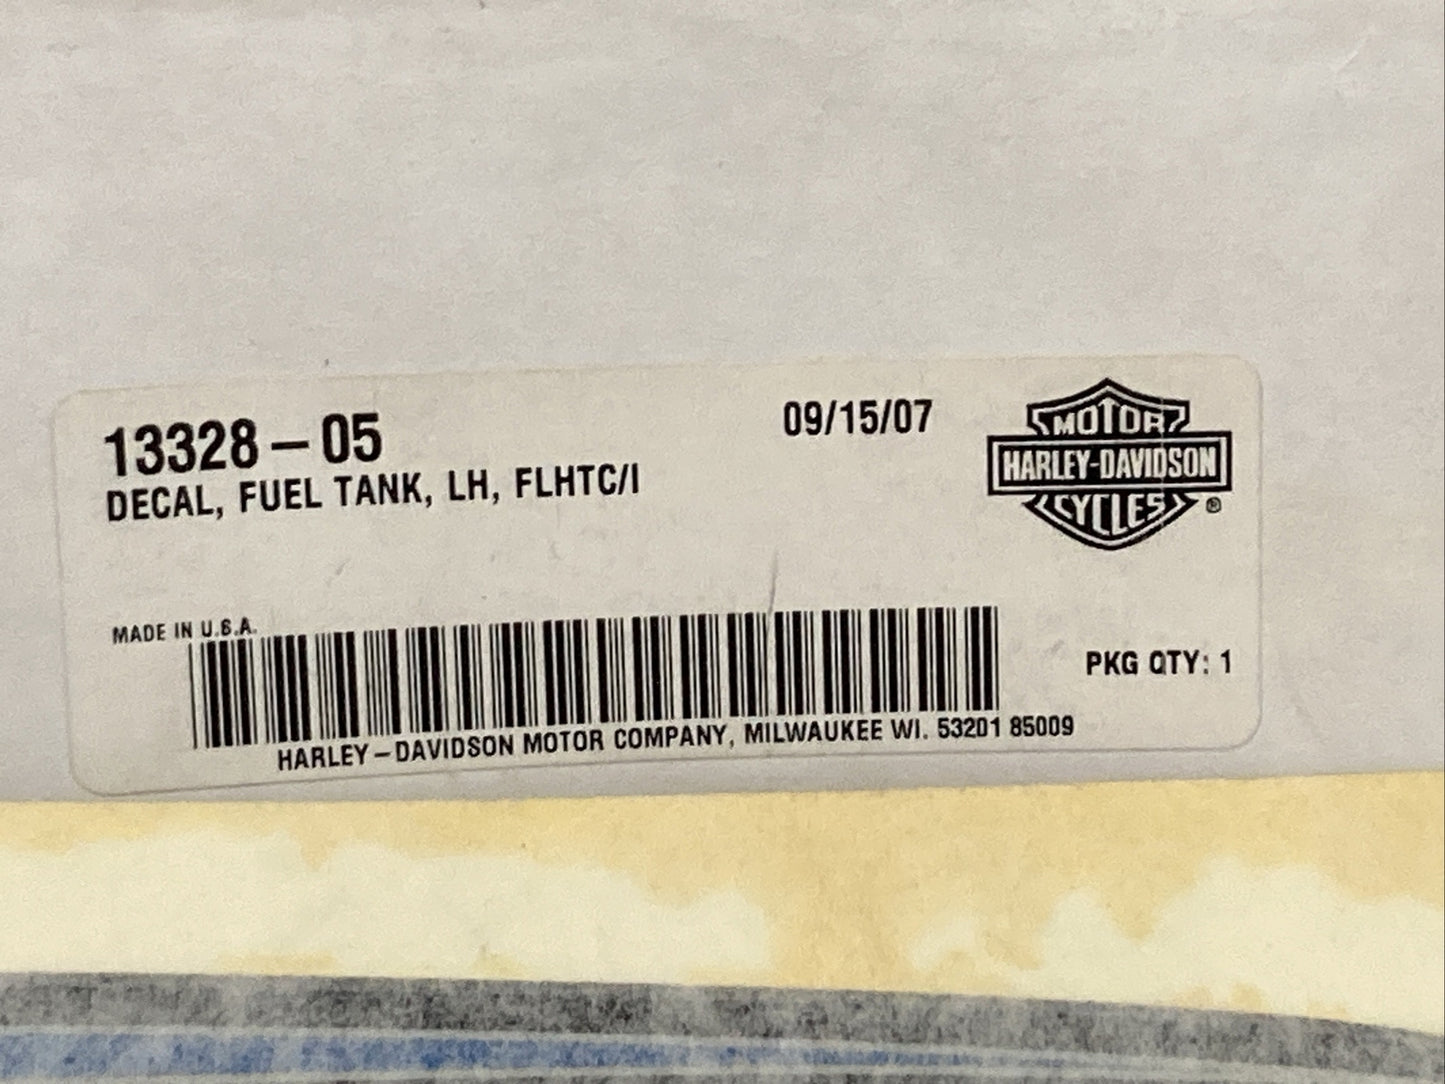 13328-05
DECAL, FUEL TANK, LH, FLHTC/I
09/15/07
MOTOR
HARLEY-DAVIDSON
CYCLES
®
MADE IN U.S.A.
PKG QTY: 1
HARLEY-DAVIDSON MOTOR COMPANY, MILWAUKEE WI. 53201 85009